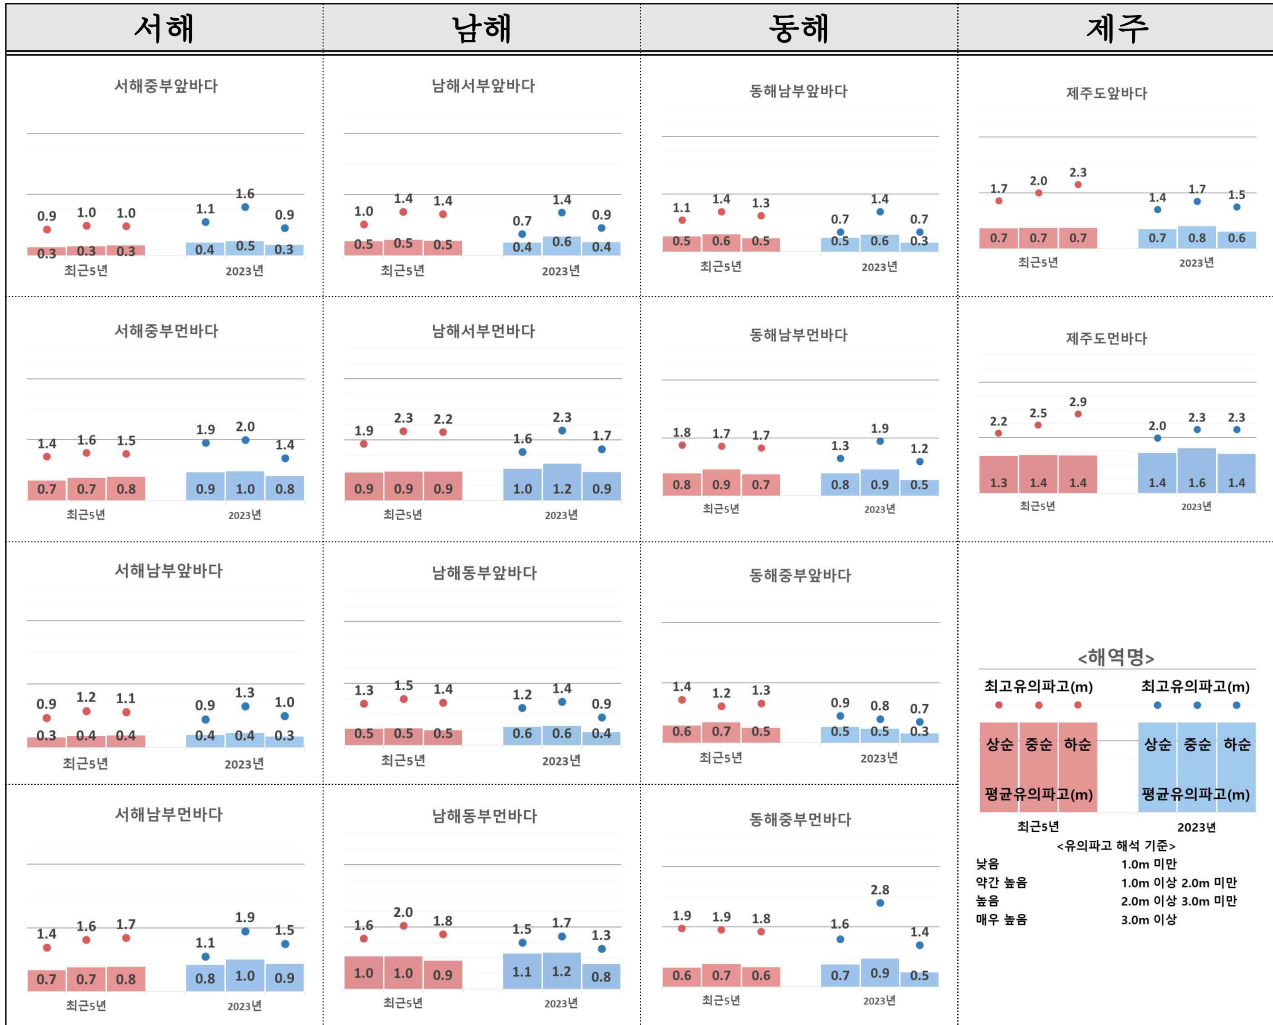 서해 남해 동해 제주
서해중부앞바다
0.9 1.0 1.0 1.1 1.6 0.9
0.3 0.3 0.3 0.4 0.5 0.3
최근5년 2023년
남해서부앞바다
1.0 1.4 1.4 0.7 1.4 0.9
0.5 0.5 0.5 0.4 0.6 0.4
최근5년 2023년
동해남부앞바다
1.1 1.4 1.3 0.7 1.4 0.7
0.5 0.6 0.5 0.5 0.6 0.3
최근5년 2023년
제주도앞바다
1.7 2.0 2.3 1.4 1.7 1.5
0.7 0.7 0.7 0.7 0.8 0.6
최근5년 2023년
서해중부먼바다
1.4 1.6 1.5 1.9 2.0 1.4
0.7 0.7 0.8 0.9 1.0 0.8
최근5년 2023년
남해서부먼바다
1.9 2.3 2.2 1.6 2.3 1.7
0.9 0.9 0.9 1.0 1.2 0.9
최근5년 2023년
동해남부먼바다
1.8 1.7 1.7 1.3 1.9 1.2
0.8 0.9 0.7 0.8 0.9 0.5
최근5년 2023년
제주도먼바다
2.2 2.5 2.9 2.0 2.3 2.3
1.3 1.4 1.4 1.4 1.6 1.4
최근5년 2023년
서해남부앞바다
0.9 1.2 1.1 0.9 1.3 1.0
0.3 0.4 0.4 0.4 0.4 0.3
최근5년 2023년
남해동부앞바다
1.3 1.5 1.4 1.2 1.4 0.9
0.5 0.5 0.5 0.6 0.6 0.4
최근5년 2023년
동해중부앞바다
1.4 1.2 1.3 0.9 0.8 0.7
0.6 0.7 0.5 0.5 0.5 0.3
최근5년 2023년
<해역명>
최고유의파고(m) 최고유의파고(m)
상순 중순 하순 상순 중순 하순
평균유의파고(m) 평균유의파고(m)
최근5년 2023년
<유의파고 해석 기준>
낮음 1.0m 미만
약간 높음 1.0m 이상 2.0m 미만
높음 2.0m 이상 3.0m 미만
매우 높음 3.0m 이상
서해남부먼바다
1.4 1.6 1.7 1.1 1.9 1.5
0.7 0.7 0.8 0.8 1.0 0.9
최근5년 2023년
남해동부먼바다
1.6 2.0 1.8 1.5 1.7 1.3
1.0 1.0 0.9 1.1 1.2 0.8
최근5년 2023년
동해중부먼바다
1.9 1.9 1.8 1.6 2.8 1.4
0.6 0.7 0.6 0.7 0.9 0.5
최근5년 2023년